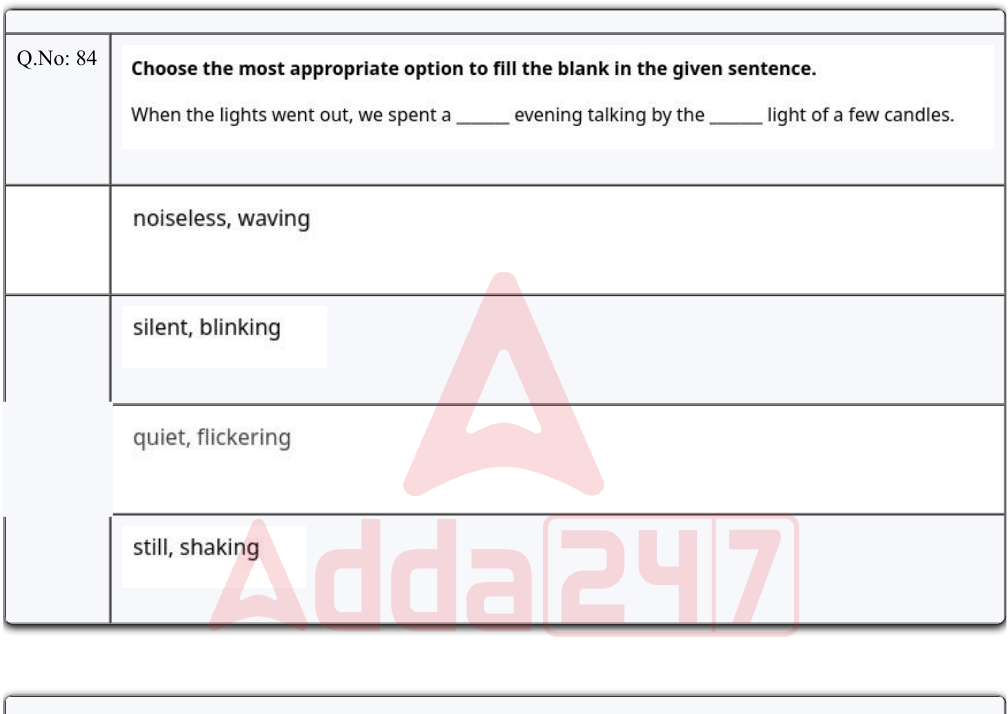 Q.No: 84
Choose the most appropriate option to fill the blank in the given sentence.
When the lights went out, we spent a ______ evening talking by the ______ light of a few candles.
noiseless, waving
silent, blinking
quiet, flickering
still, shaking
Adda247